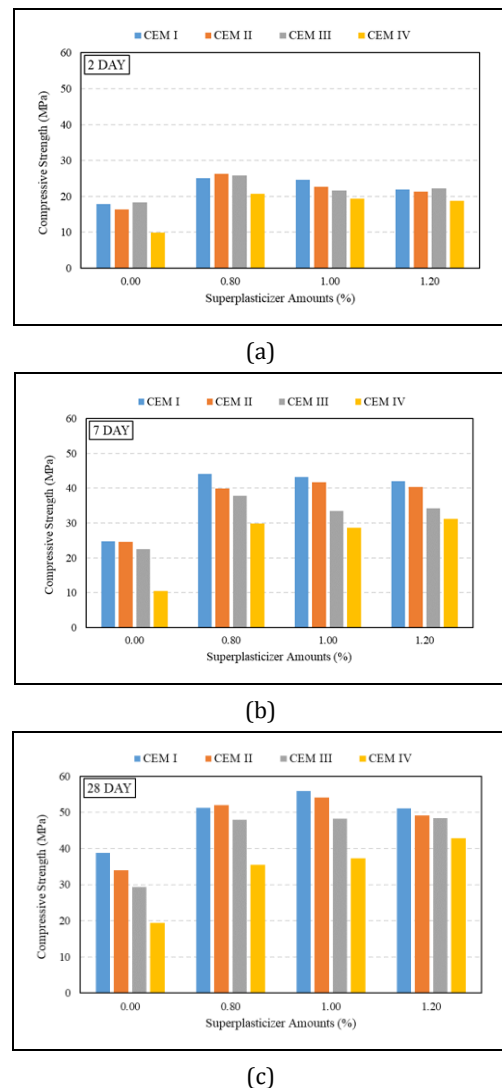 CEM I CEM II CEM III CEM IV
2 DAY
Compressive Strength (MPa)
60
50
40
30
20
10
0
0.00 0.80 1.00 1.20
Superplasticizer Amounts (%)
(a)
CEM I CEM II CEM III CEM IV
7 DAY
Compressive Strength (MPa)
60
50
40
30
20
10
0
0.00 0.80 1.00 1.20
Superplasticizer Amounts (%)
(b)
CEM I CEM II CEM III CEM IV
28 DAY
Compressive Strength (MPa)
60
50
40
30
20
10
0
0.00 0.80 1.00 1.20
Superplasticizer Amounts (%)
(c)